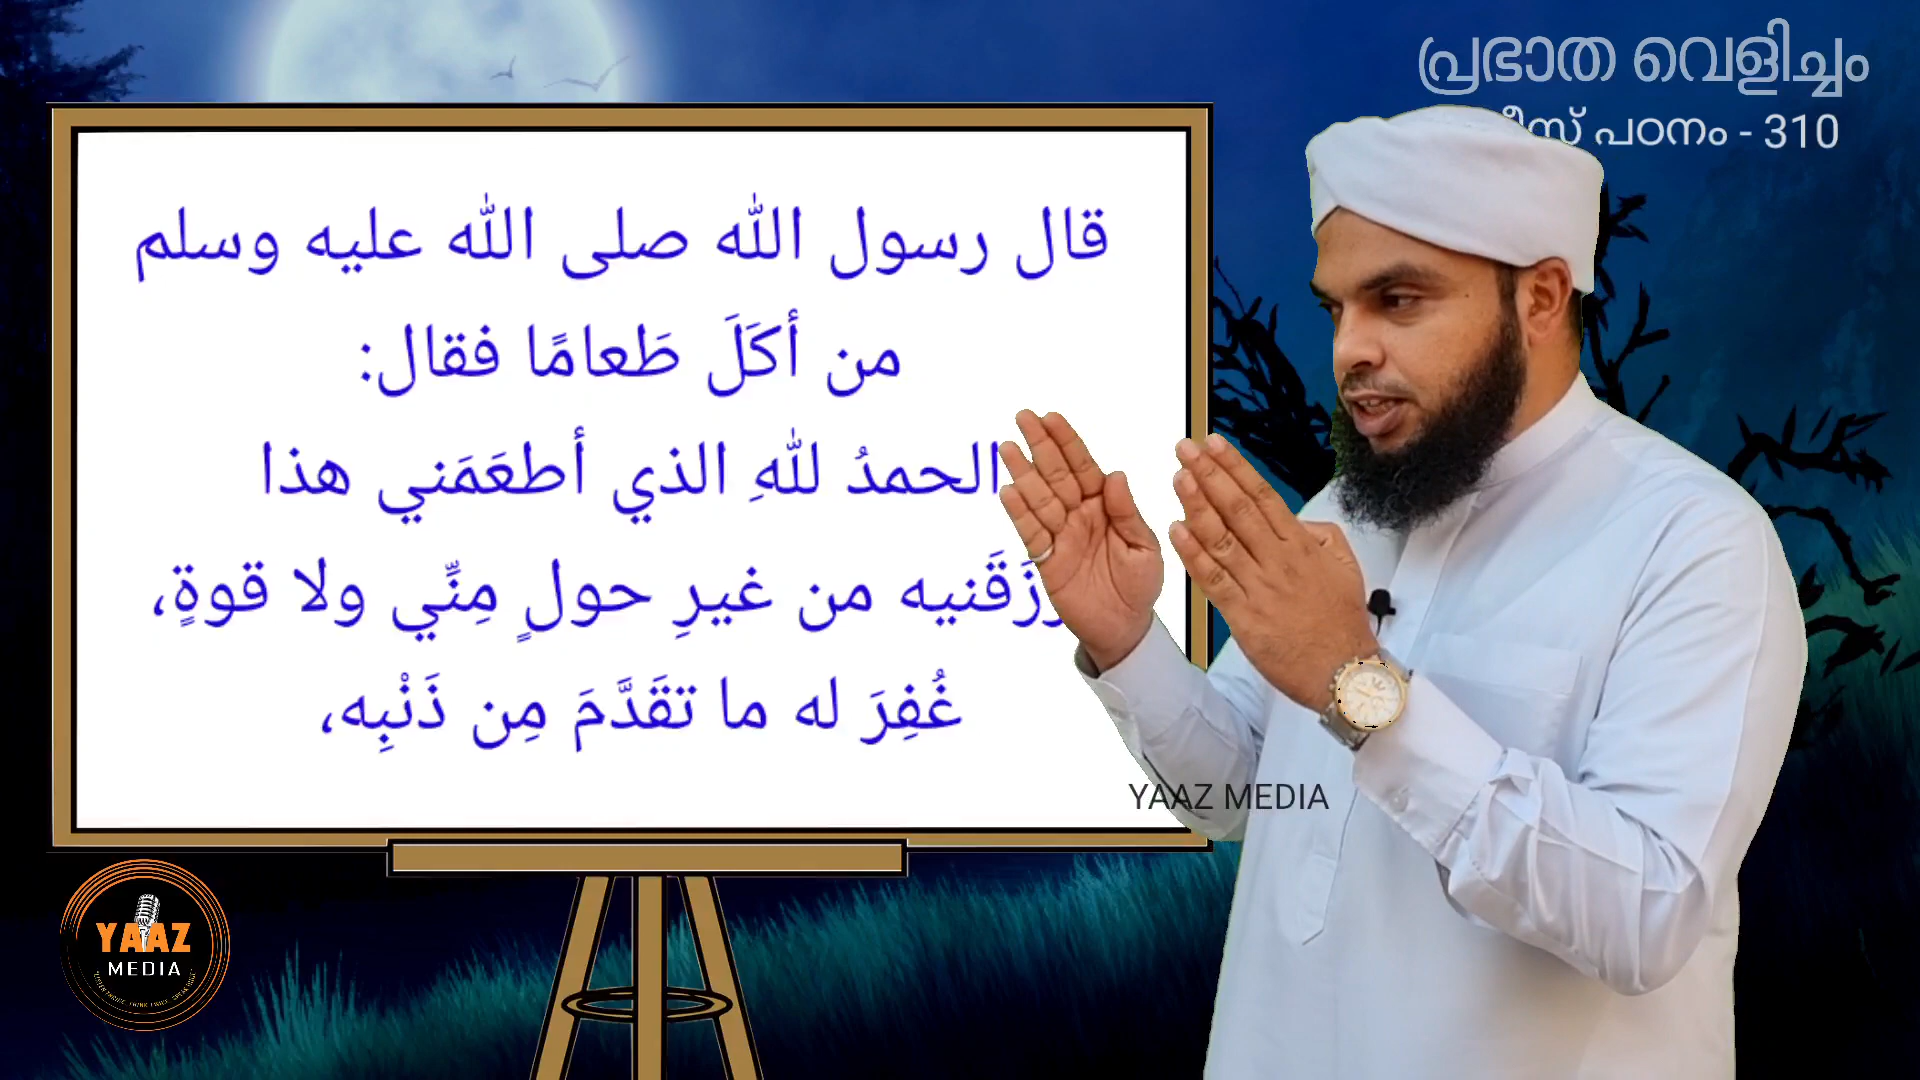 പ്രഭാത വെളിച്ചം
പഠനം - 310
قال رسول الله صلى الله عليه وسلم
من أكَلَ طَعامًا فقال:
الحمدُ للهِ الذي أطعَمَني هذا
من غيرِ حولٍ مِنِّي ولا قوةٍ،
غُفِرَ له ما تقَدَّمَ مِن ذَنْبِه،
YAAZ MEDIA
YAAZ
MEDIA